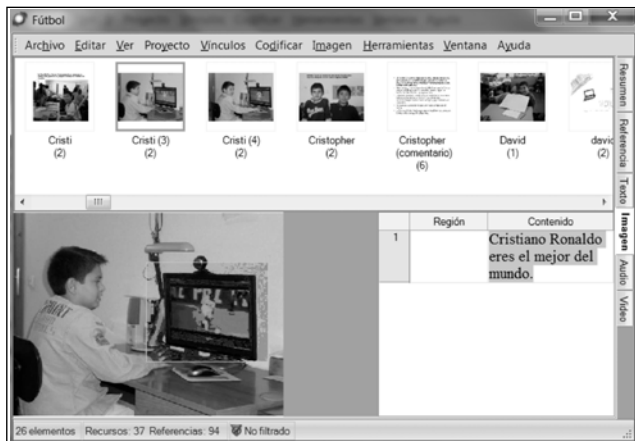 Fútbol
Archivo Editar Ver Proyecto Vínculos Codificar Imagen Herramientas Ventana Ayuda
Cristi
(2)
Cristi (3)
(2)
Cristi (4)
(2)
Cristopher
(2)
Cristopher
(comentario)
(6)
David
(1)
david
(2)
Resumen
Referencia
Texto
Imagen
Audio
Video
Región Contenido
1 Cristiano Ronaldo
eres el mejor del
mundo.
26 elementos Recursos: 37 Referencias: 94 No filtrado